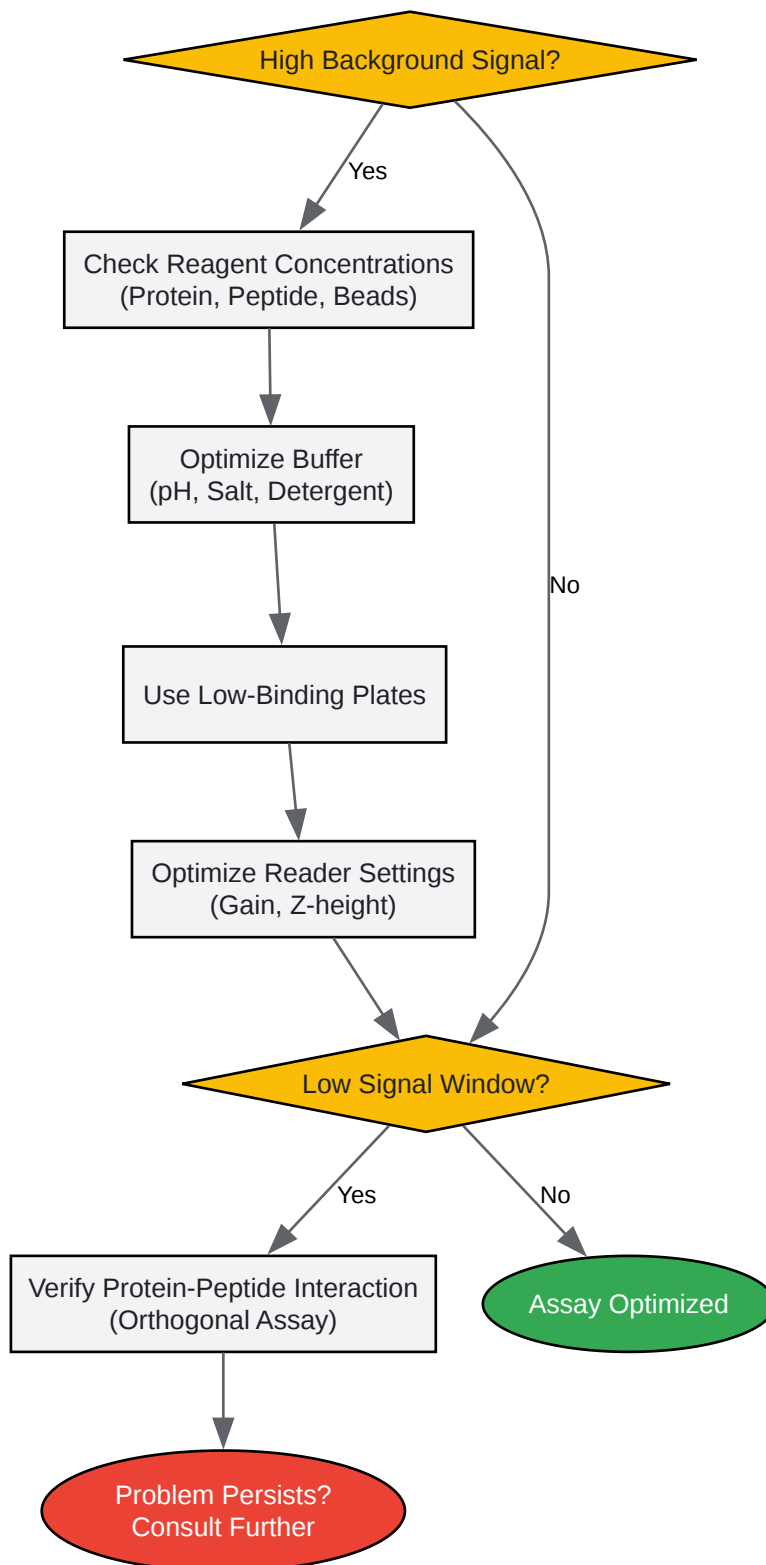 High Background Signal?
Yes
Check Reagent Concentrations
(Protein, Peptide, Beads)
Optimize Buffer
(pH, Salt, Detergent)
No
Use Low-Binding Plates
Optimize Reader Settings
(Gain, Z-height)
Low Signal Window?
Yes
No
Verify Protein-Peptide Interaction
(Orthogonal Assay)
Assay Optimized
Problem Persists?
Consult Further